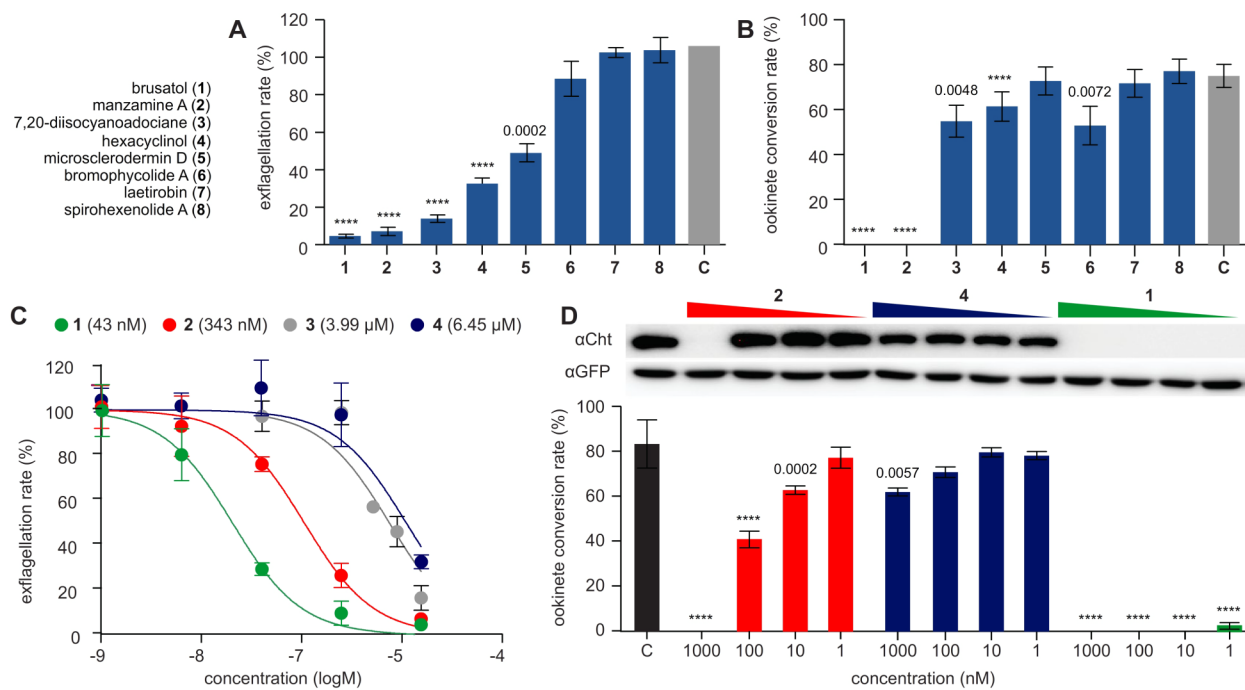 brusatol (1)
manzamine A (2)
7,20-diisocyanoadociane (3)
hexacyclinol (4)
microsclerodermin D (5)
bromophycolide A (6)
laetirobin (7)
spirohexenolide A (8)
A
exflagellation rate (%)
120
100
80
60
40
20
0
****
****
****
****
0.0002
1 2 3 4 5 6 7 8 C
B
ookinete conversion rate (%)
100
80
60
40
20
0
****
****
0.0048
****
0.0072
1 2 3 4 5 6 7 8 C
C
1 (43 nM) 2 (343 nM) 3 (3.99 µM) 4 (6.45 µM)
exflagellation rate (%)
120
100
80
60
40
20
0
-9 -8 -7 -6 -5 -4
concentration (logM)
D
2 4 1
αCht
αGFP
ookinete conversion rate (%)
100
80
60
40
20
0
****
****
0.0002
0.0057
****
****
****
****
C 1000 100 10 1 1000 100 10 1 1000 100 10 1
concentration (nM)